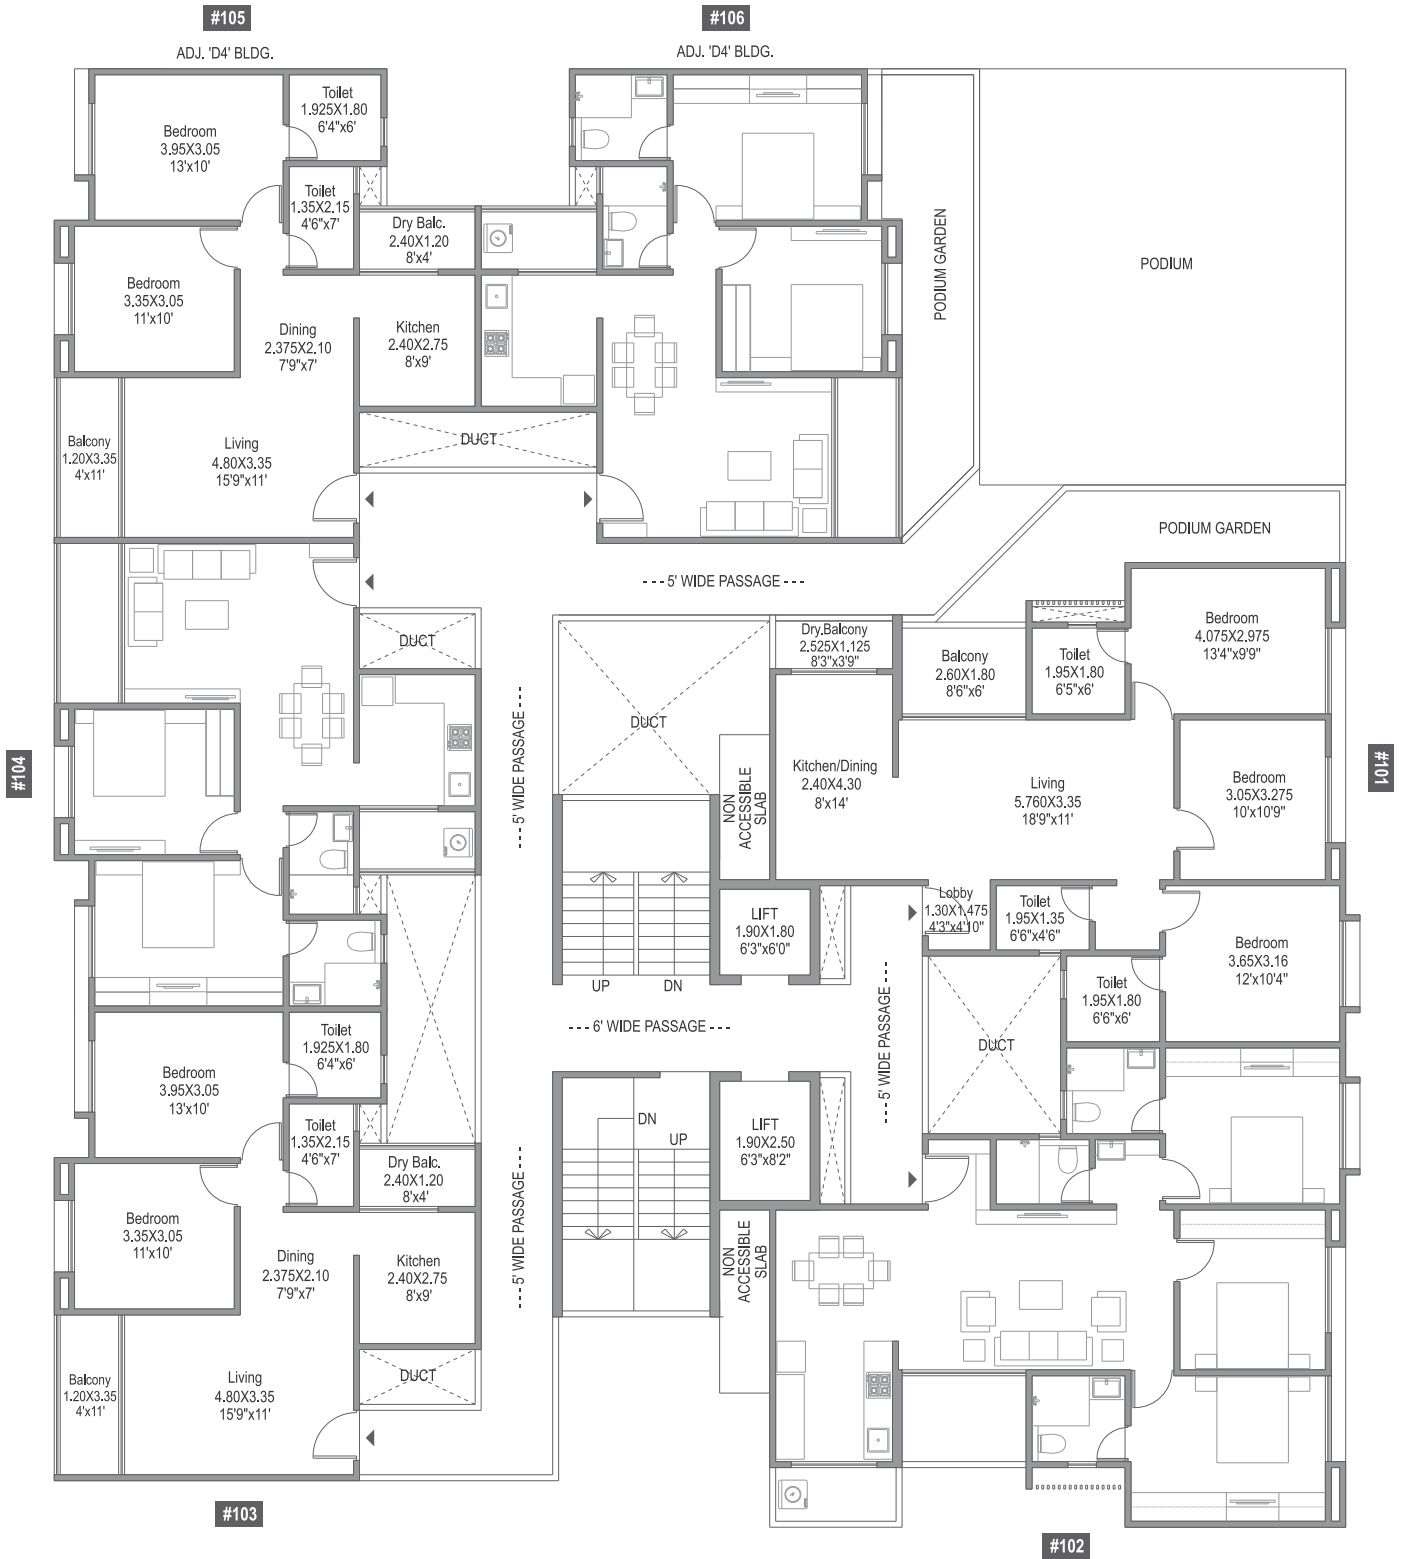 #105
ADJ. 'D4' BLDG.
#106
ADJ. 'D4' BLDG.
Bedroom
3.95X3.05
13'x10'
Toilet
1.925X1.80
6'4"x6'
Toilet
1.35X2.15
4'6"x7'
Dry Balc.
2.40X1.20
8'x4'
Bedroom
3.35X3.05
11'x10'
Dining
2.375X2.10
7'9"x7'
Kitchen
2.40X2.75
8'x9'
Balcony
1.20X3.35
4'x11'
Living
4.80X3.35
15'9"x11'
DUCT
PODIUM GARDEN
PODIUM
PODIUM GARDEN
--- 5' WIDE PASSAGE ---
DUCT
#104
--- 5' WIDE PASSAGE ---
DUCT
NON
ACCESSIBLE
SLAB
Dry.Balcony
2.525X1.125
8'3"x3'9"
Balcony
2.60X1.80
8'6"x6'
Toilet
1.95X1.80
6'5"x6'
Bedroom
4.075X2.975
13'4"x9'9"
#101
Kitchen/Dining
2.40X4.30
8'x14'
Living
5.760X3.35
18'9"x11'
Bedroom
3.05X3.275
10'x10'9"
LIFT
1.90X1.80
6'3"x6'0"
Lobby
1.30X1.475
4'3"x4'10"
Toilet
1.95X1.35
6'6"x4'6"
Bedroom
3.65X3.16
12'x10'4"
Toilet
1.95X1.80
6'6"x6'
UP
DN
--- 6' WIDE PASSAGE ---
--- 5' WIDE PASSAGE ---
DUCT
Toilet
1.925X1.80
6'4"x6'
Bedroom
3.95X3.05
13'x10'
Toilet
1.35X2.15
4'6"x7'
Dry Balc.
2.40X1.20
8'x4'
DN
UP
LIFT
1.90X2.50
6'3"x8'2"
Bedroom
3.35X3.05
11'x10'
Dining
2.375X2.10
7'9"x7'
Kitchen
2.40X2.75
8'x9'
--- 5' WIDE PASSAGE ---
NON
ACCESSIBLE
SLAB
Balcony
1.20X3.35
4'x11'
Living
4.80X3.35
15'9"x11'
DUCT
#103
#102